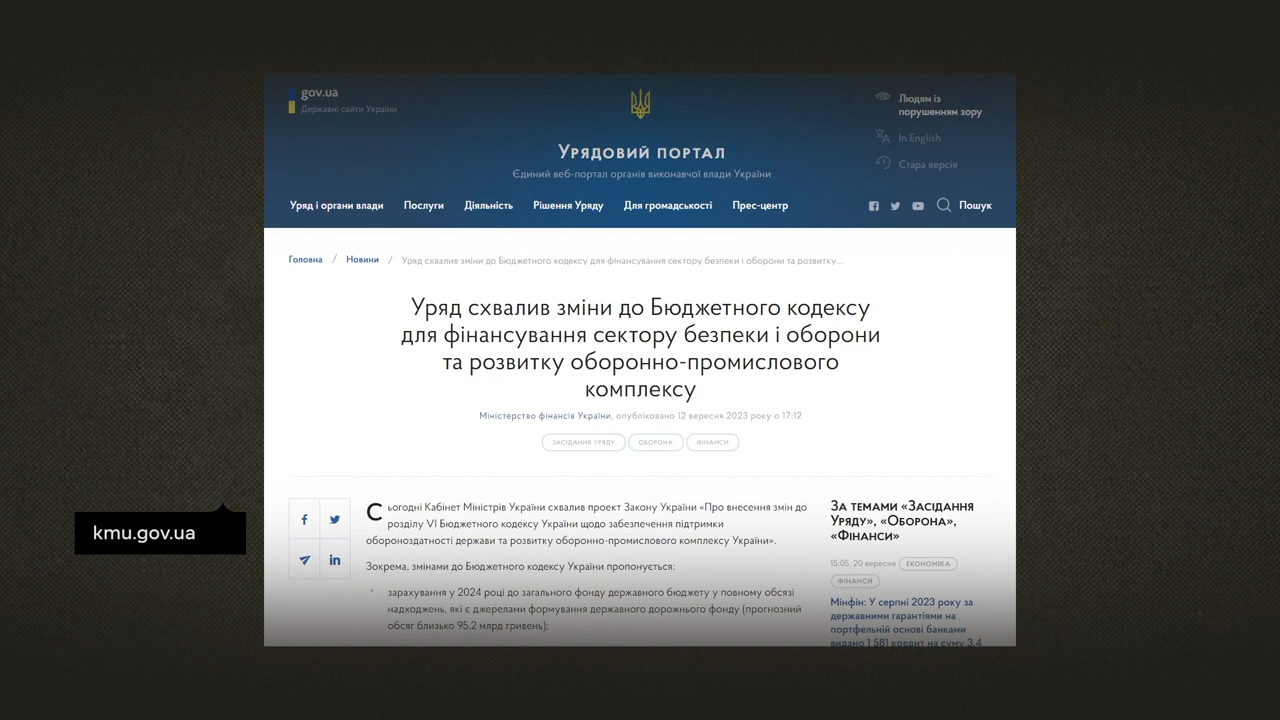 gov.ua
Державні сайти України
Людям із
порушенням зору
In English
Стара версія
Урядовий портал
Єдиний веб-портал органів виконавчої влади України
Уряд і органи влади Послуги Діяльність Рішення Уряду Для громадськості Прес-центр Пошук
Головна / Новини / Уряд схвалив зміни до Бюджетного кодексу для фінансування сектору безпеки і оборони та розвитку...
Уряд схвалив зміни до Бюджетного кодексу
для фінансування сектору безпеки і оборони
та розвитку оборонно-промислового
комплексу
Міністерство фінансів України, опубліковано 12 вересня 2023 року о 17:12
ЗАСІДАННЯ УРЯДУ ОБОРОНА ФІНАНСИ
Сьогодні Кабінет Міністрів України схвалив проект Закону України «Про внесення змін до
розділу VI Бюджетного кодексу України щодо забезпечення підтримки
обороноздатності держави та розвитку оборонно-промислового комплексу України».
Зокрема, змінами до Бюджетного кодексу України пропонується:
зарахування у 2024 році до загального фонду державного бюджету у повному обсязі
надходжень, які є джерелами формування державного дорожнього фонду (прогнозний
обсяг близько 95,2 млрд гривень);
За темами «Засідання
Уряду», «Оборона»,
«Фінанси»
15:05, 20 вересня ЕКОНОМІКА
ФІНАНСИ
Мінфін: У серпні 2023 року за
державними гарантіями на
портфельній основі банками
видано 1 581 кредит на суму 3,4
kmu.gov.ua